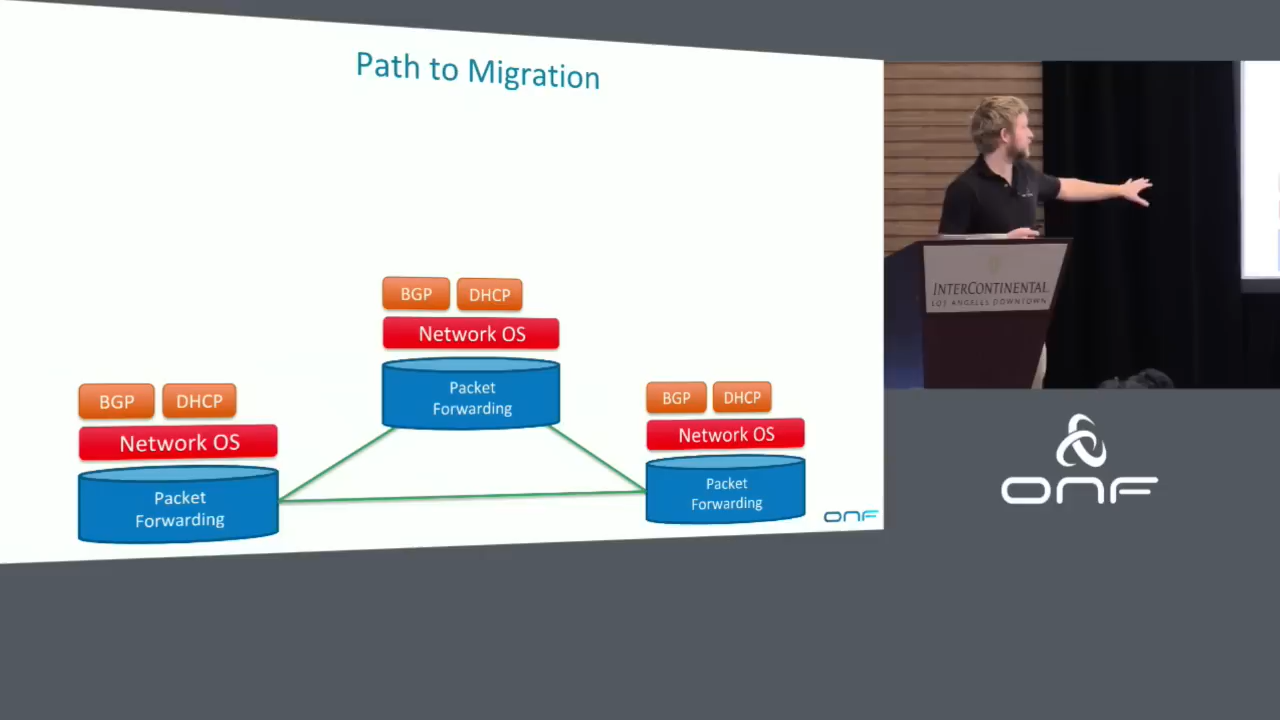 Path to Migration
BGP DHCP
Network OS
Packet
Forwarding
BGP DHCP
Network OS
Packet
Forwarding
BGP DHCP
Network OS
Packet
Forwarding
ONF
INTERCONTINENTAL
LOS ANGELES DOWNTOWN
ONF